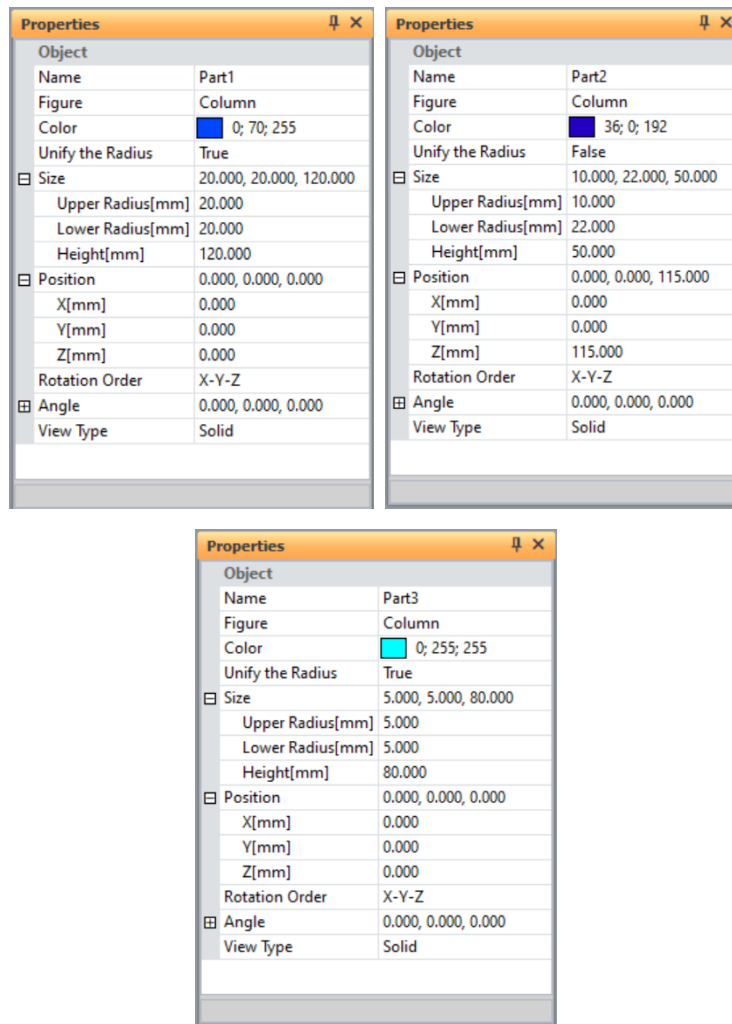 Properties
Object
Name Part1
Figure Column
Color 0; 70; 255
Unify the Radius True
Size 20.000, 20.000, 120.000
Upper Radius[mm] 20.000
Lower Radius[mm] 20.000
Height[mm] 120.000
Position 0.000, 0.000, 0.000
X[mm] 0.000
Y[mm] 0.000
Z[mm] 0.000
Rotation Order X-Y-Z
Angle 0.000, 0.000, 0.000
View Type Solid
Properties
Object
Name Part2
Figure Column
Color 36; 0; 192
Unify the Radius False
Size 10.000, 22.000, 50.000
Upper Radius[mm] 10.000
Lower Radius[mm] 22.000
Height[mm] 50.000
Position 0.000, 0.000, 115.000
X[mm] 0.000
Y[mm] 0.000
Z[mm] 115.000
Rotation Order X-Y-Z
Angle 0.000, 0.000, 0.000
View Type Solid
Properties
Object
Name Part3
Figure Column
Color 0; 255; 255
Unify the Radius True
Size 5.000, 5.000, 80.000
Upper Radius[mm] 5.000
Lower Radius[mm] 5.000
Height[mm] 80.000
Position 0.000, 0.000, 0.000
X[mm] 0.000
Y[mm] 0.000
Z[mm] 0.000
Rotation Order X-Y-Z
Angle 0.000, 0.000, 0.000
View Type Solid